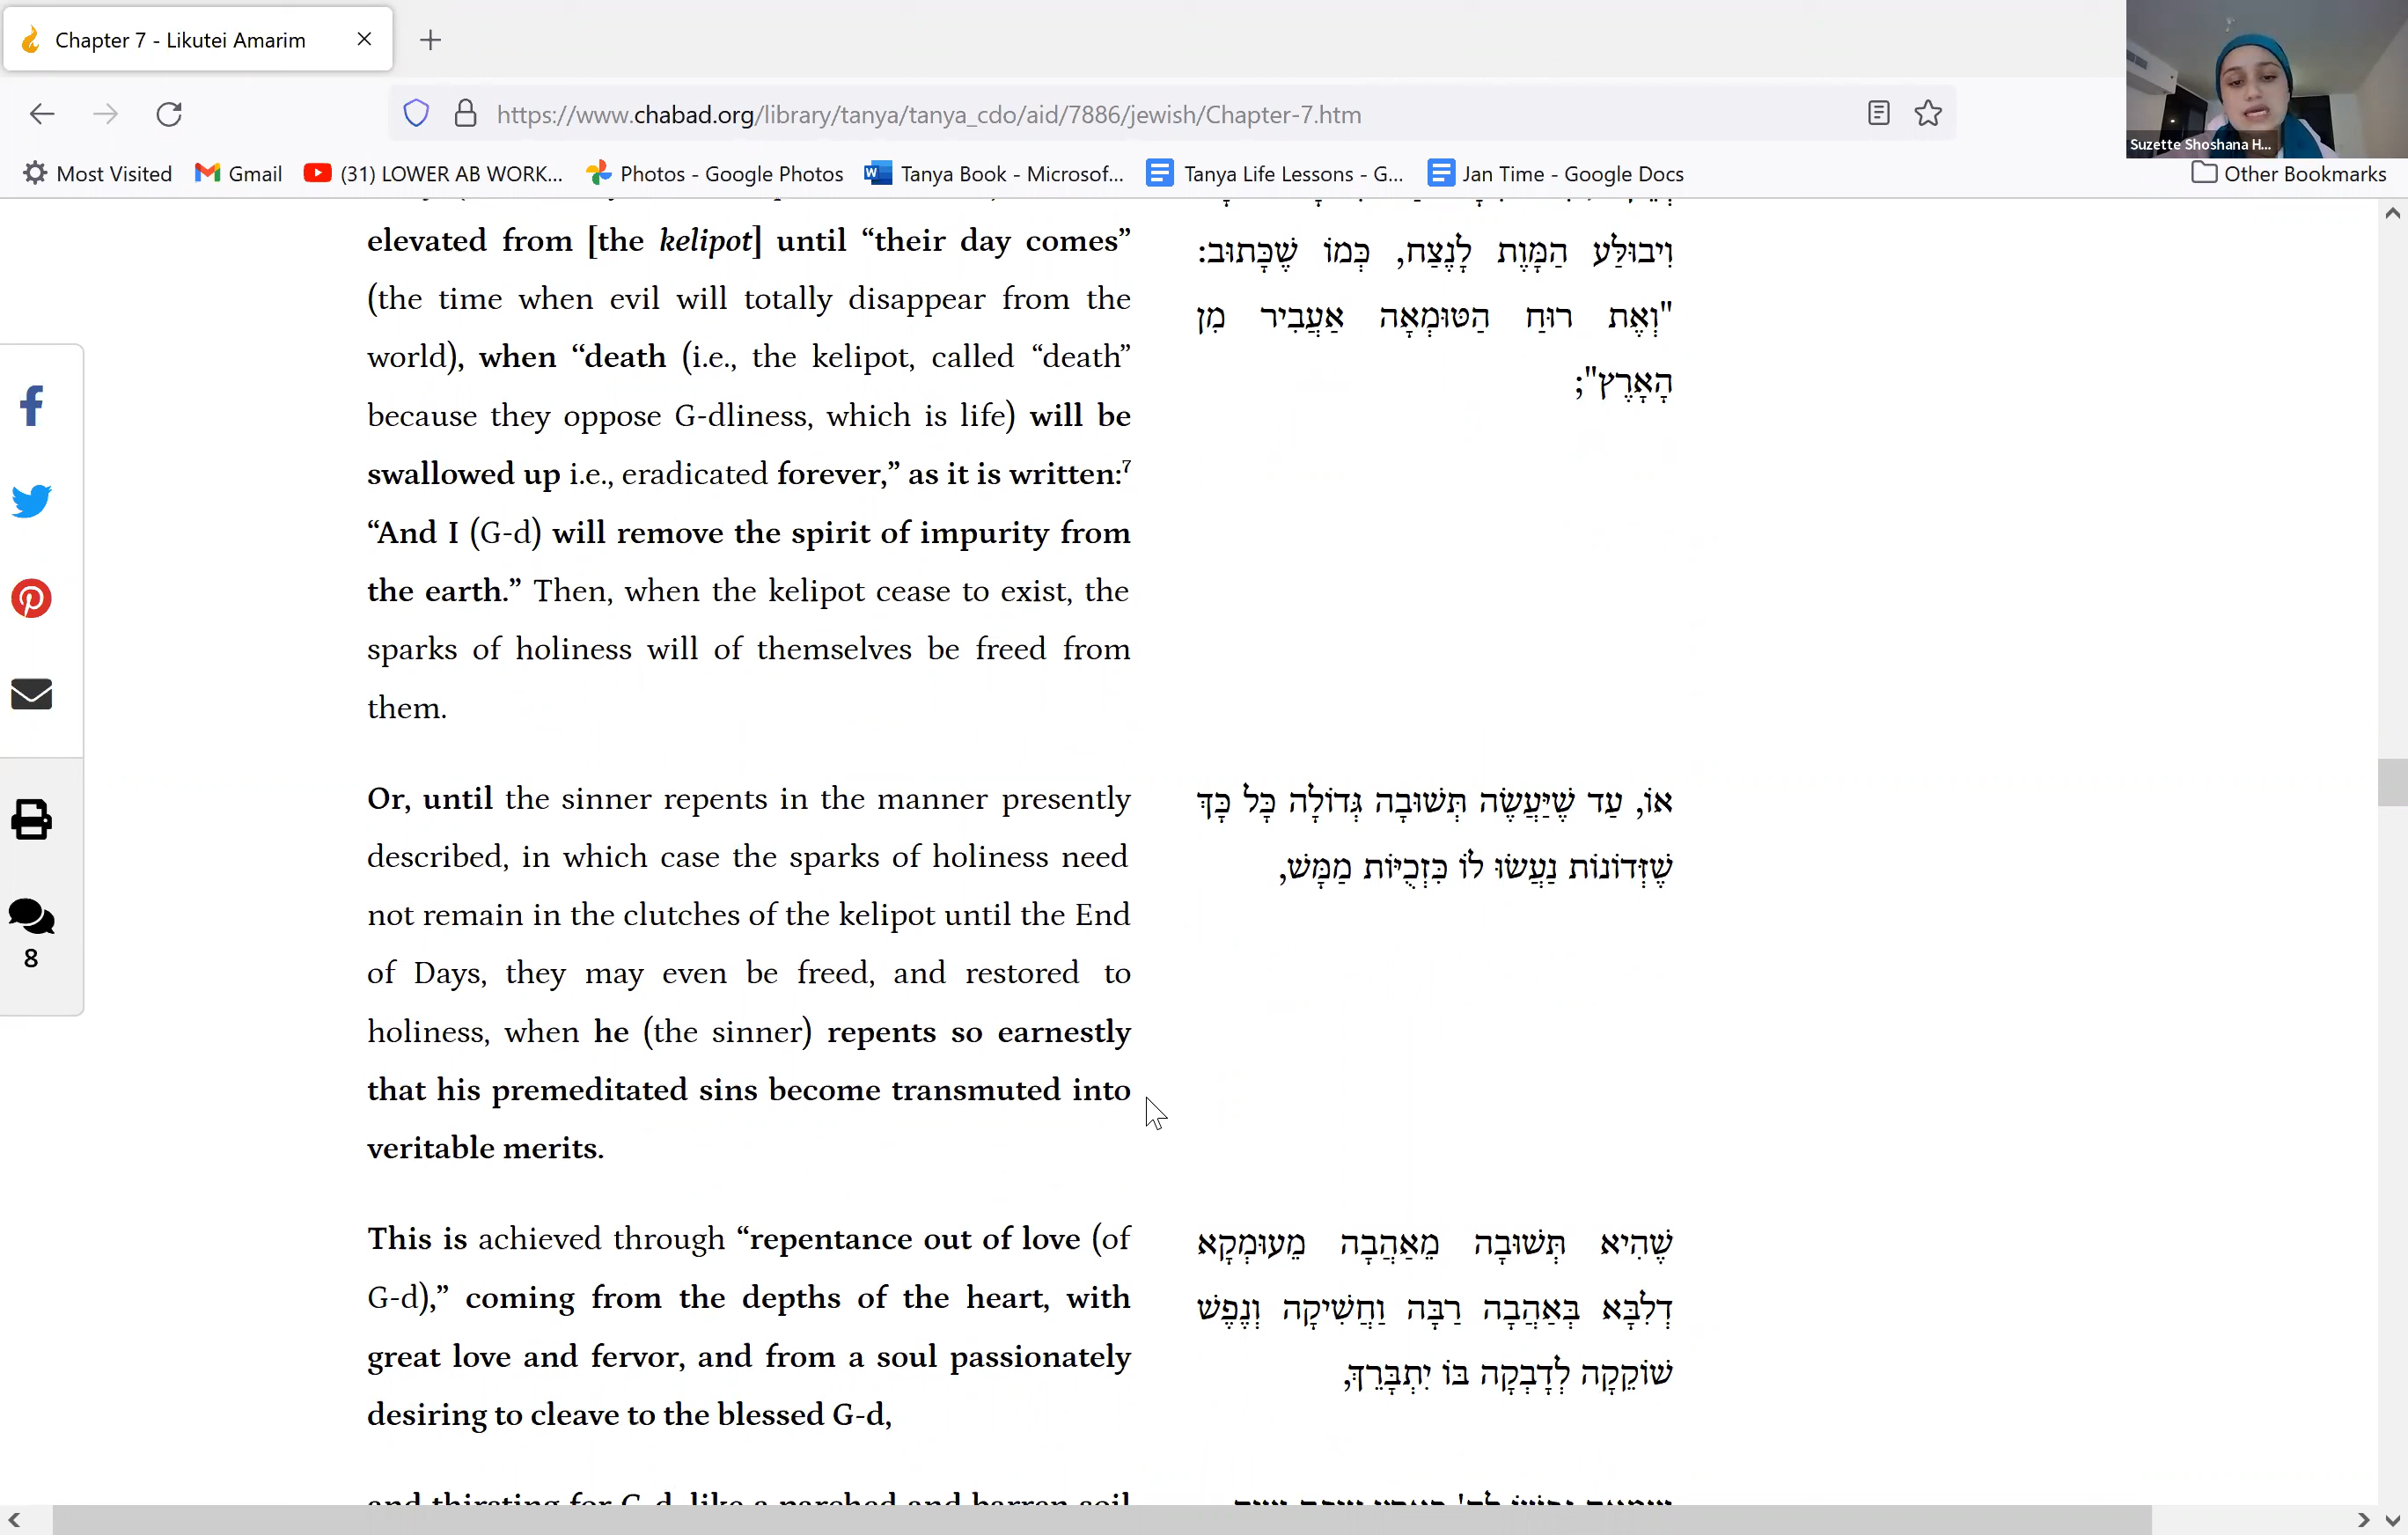 Chapter 7 - Likutei Amarim
https://www.chabad.org/library/tanya/tanya_cdo/aid/7886/jewish/Chapter-7.htm
Suzette Shoshana H...
Most Visited Gmail (31) LOWER AB WORK... Photos - Google Photos Tanya Book - Microsof... Tanya Life Lessons - G... Jan Time - Google Docs Other Bookmarks
elevated from [the kelipot] until “their day comes”
(the time when evil will totally disappear from the
world), when “death (i.e., the kelipot, called “death”
because they oppose G-dliness, which is life) will be
swallowed up i.e., eradicated forever,” as it is written:7
“And I (G-d) will remove the spirit of impurity from
the earth.” Then, when the kelipot cease to exist, the
sparks of holiness will of themselves be freed from
them.
וִיבוּלַּע הַמָּוֶת לָנֶצַח, כְּמוֹ שֶׁכָּתוּב:
"וְאֶת רוּחַ הַטּוּמְאָה אַעֲבִיר מִן
הָאָרֶץ";
Or, until the sinner repents in the manner presently
described, in which case the sparks of holiness need
not remain in the clutches of the kelipot until the End
of Days, they may even be freed, and restored to
holiness, when he (the sinner) repents so earnestly
that his premeditated sins become transmuted into
veritable merits.
אוֹ, עַד שֶׁיַּעֲשֶׂה תְּשׁוּבָה גְּדוֹלָה כָּל כָּךְ
שֶׁזְּדוֹנוֹת נַעֲשׂוּ לוֹ כִּזְכֻיּוֹת מַמָּשׁ,
This is achieved through “repentance out of love (of
G-d),” coming from the depths of the heart, with
great love and fervor, and from a soul passionately
desiring to cleave to the blessed G-d,
שֶׁהִיא תְּשׁוּבָה מֵאַהֲבָה מֵעוּמְקָא
דְלִבָּא בְּאַהֲבָה רַבָּה וַחֲשִׁיקָה וְנֶפֶשׁ
שׁוֹקֵקָה לְדָבְקָה בּוֹ יִתְבָּרֵךְ,
and thirsting for G-d like a parched and barren soil
8